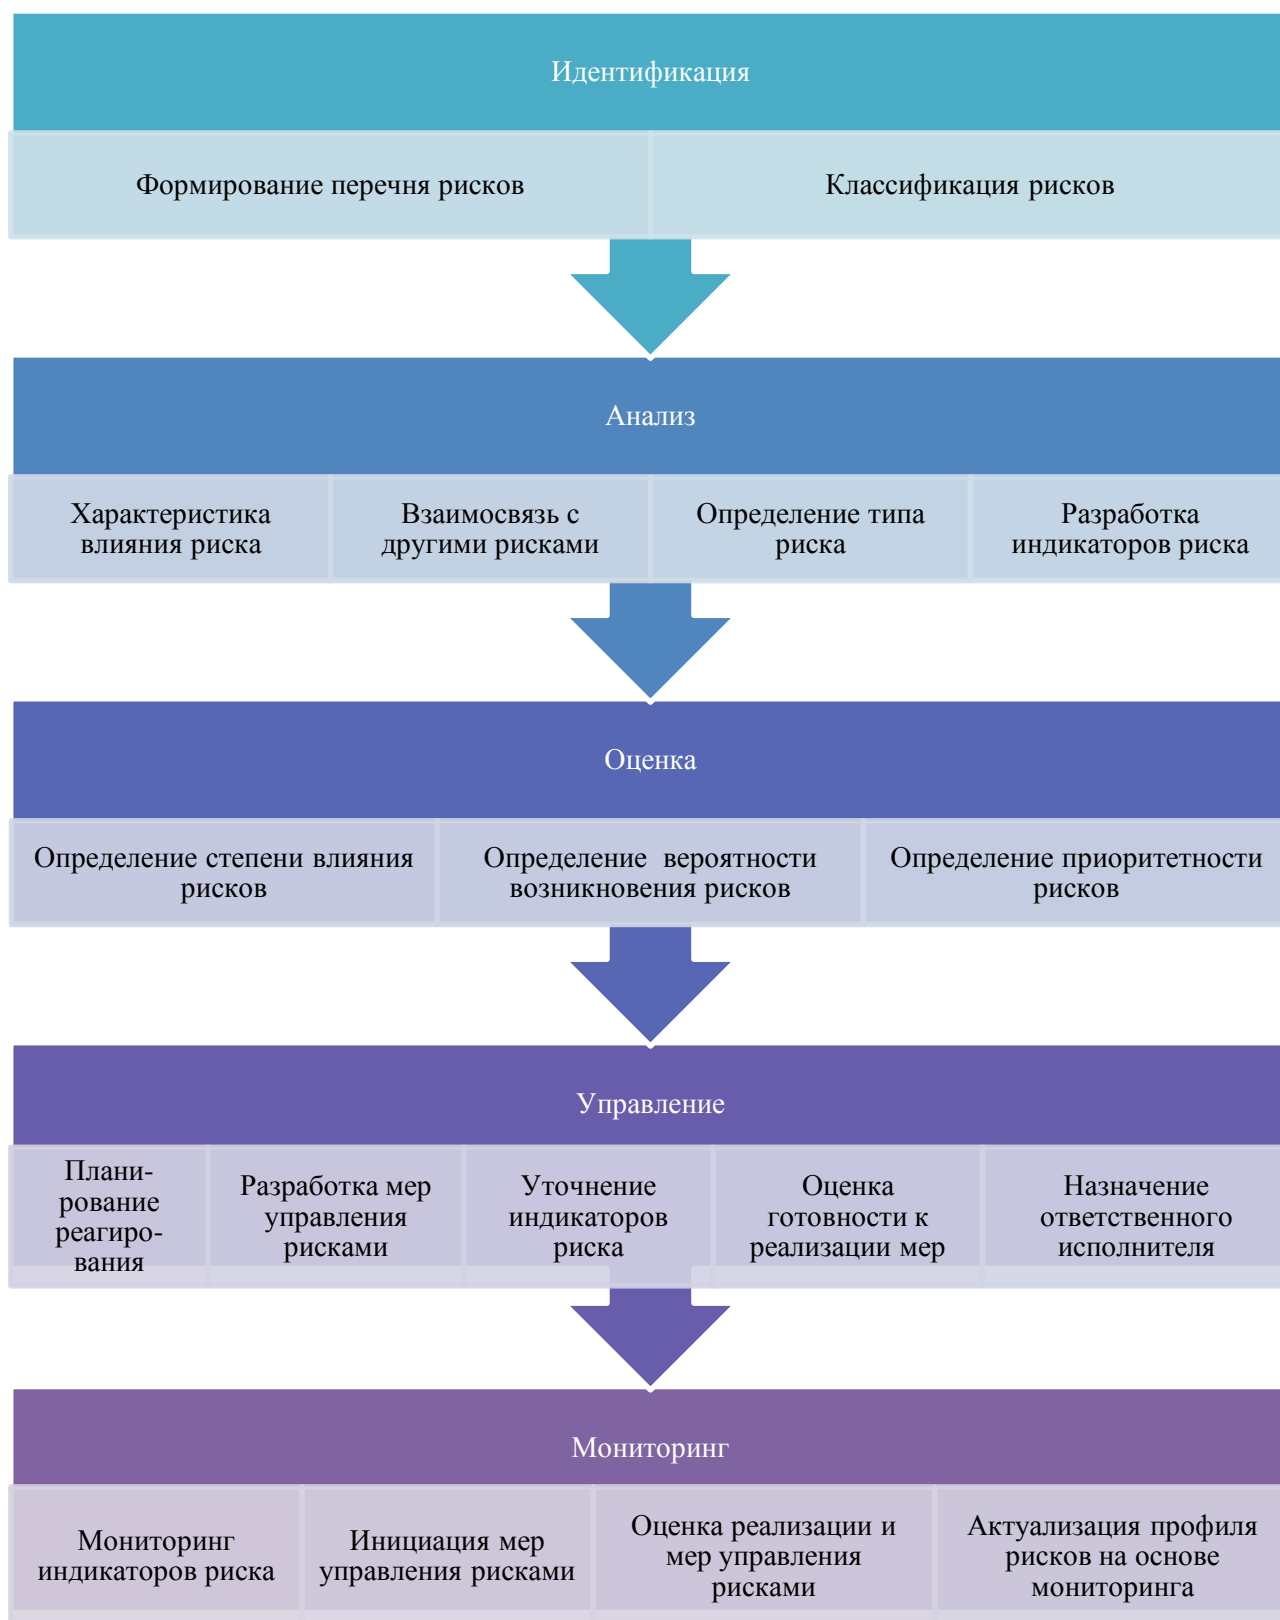 Идентификация
Формирование перечня рисков
Классификация рисков
Анализ
Характеристика
влияния риска
Взаимосвязь с
другими рисками
Определение типа
риска
Разработка
индикаторов риска
Оценка
Определение степени влияния
рисков
Определение  вероятности
возникновения рисков
Определение приоритетности
рисков
Управление
Плани-
рование
реагиро-
вания
Разработка мер
управления
рисками
Уточнение
индикаторов
риска
Оценка
готовности к
реализации мер
Назначение
ответственного
исполнителя
Мониторинг
Мониторинг
индикаторов риска
Инициация мер
управления рисками
Оценка реализации и
мер управления
рисками
Актуализация профиля
рисков на основе
мониторинга